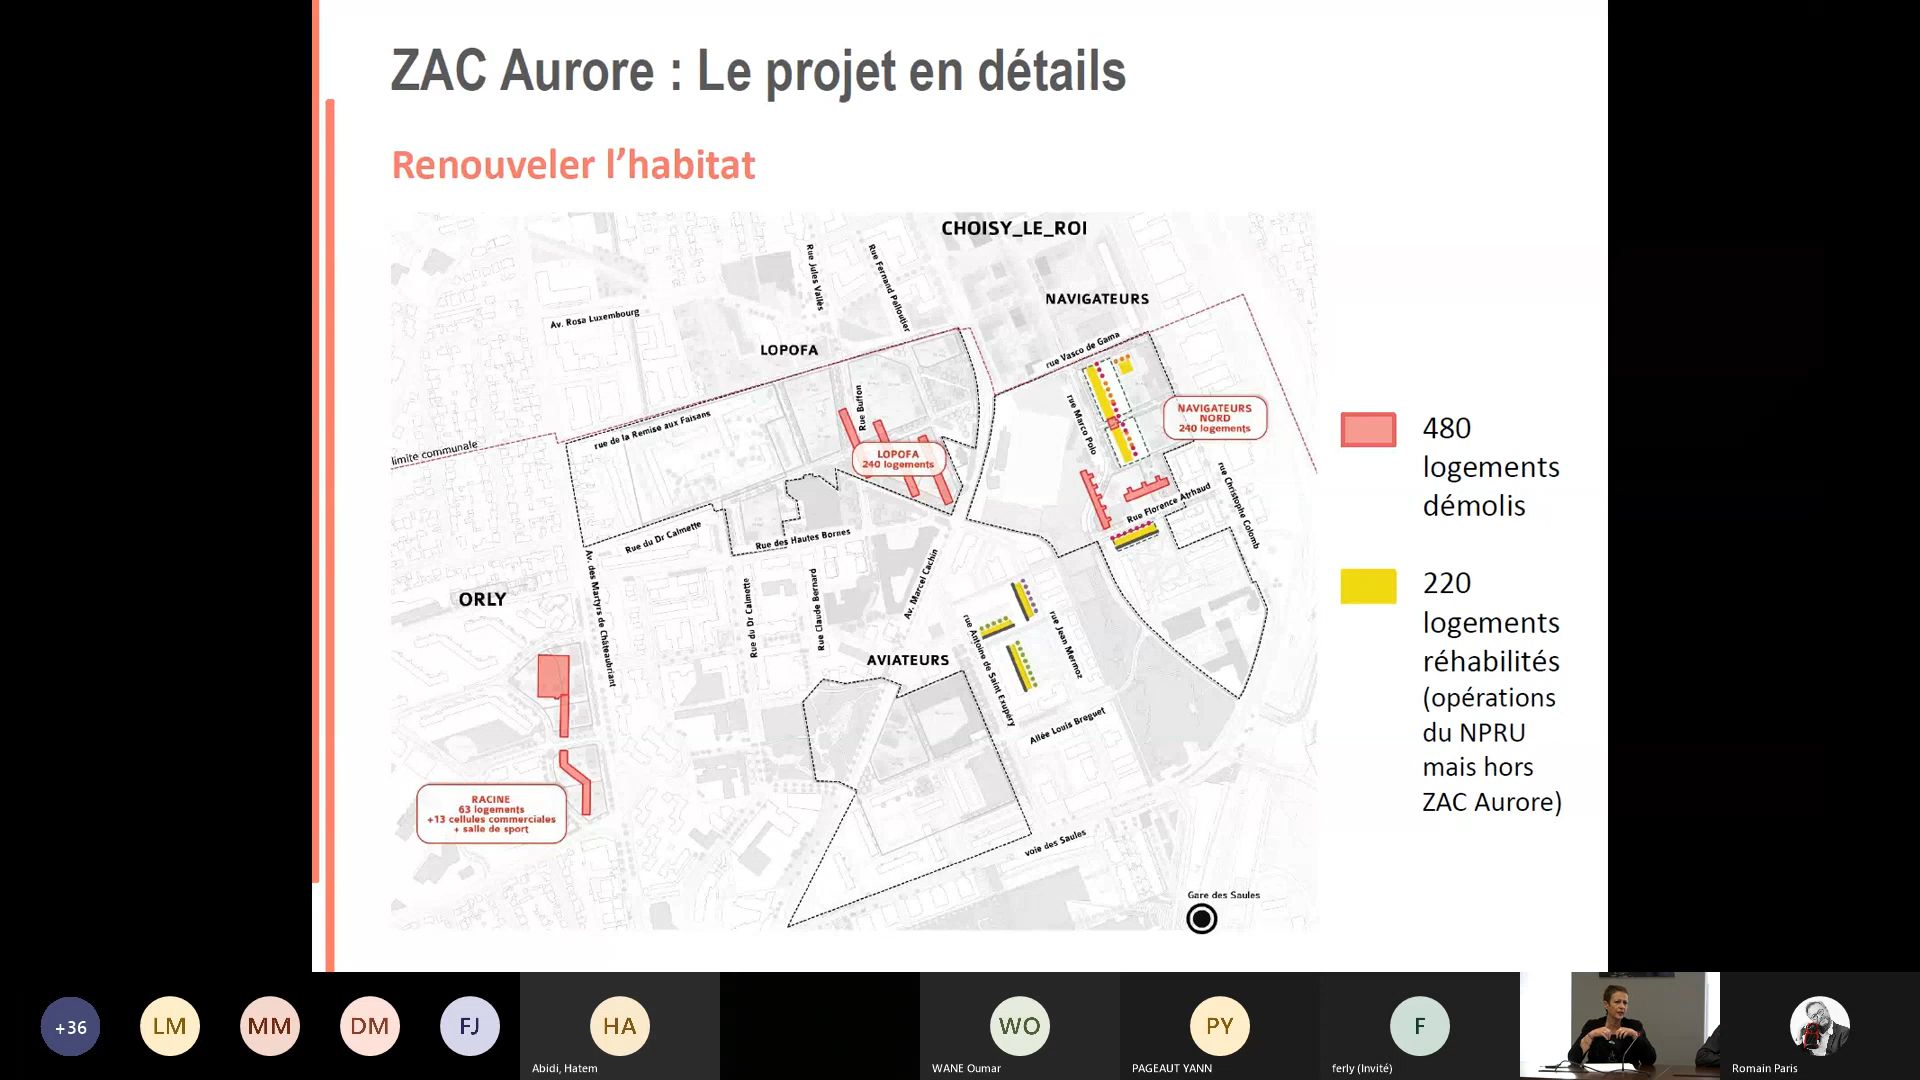 ZAC Aurore : Le projet en détails
Renouveler l'habitat
CHOISY_LE_ROI
Rue Jules Vallès
Rue Fernand Pelloutier
NAVIGATEURS
Av. Rosa Luxembourg
LOPOFA
rue Vasco de Gama
rue Marco Polo
Rue Buffon
NAVIGATEURS
NORD
240 logements
rue de la Remise aux Faisans
limite communale
LOPOFA
240 logements
rue Christophe Colomb
Rue Florence Atrhaud
Rue du Dr Calmette
Rue des Hautes Bornes
Av. des Martyrs de Châteaubriant
Av. Marcel Cachin
ORLY
Rue du Dr Calmette
Rue Claude Bernard
rue Antoine de Saint Exupéry
rue Jean Mermoz
AVIATEURS
Allée Louis Breguet
RACINE
63 logements
+13 cellules commerciales
+ salle de sport
voie des Saules
Gare des Saules
480
logements
démolis
220
logements
réhabilités
(opérations
du NPRU
mais hors
ZAC Aurore)
+36
LM
MM
DM
FJ
HA
Abidi, Hatem
WO
WANE Oumar
PY
PAGEAUT YANN
F
ferly (Invité)
Romain Paris